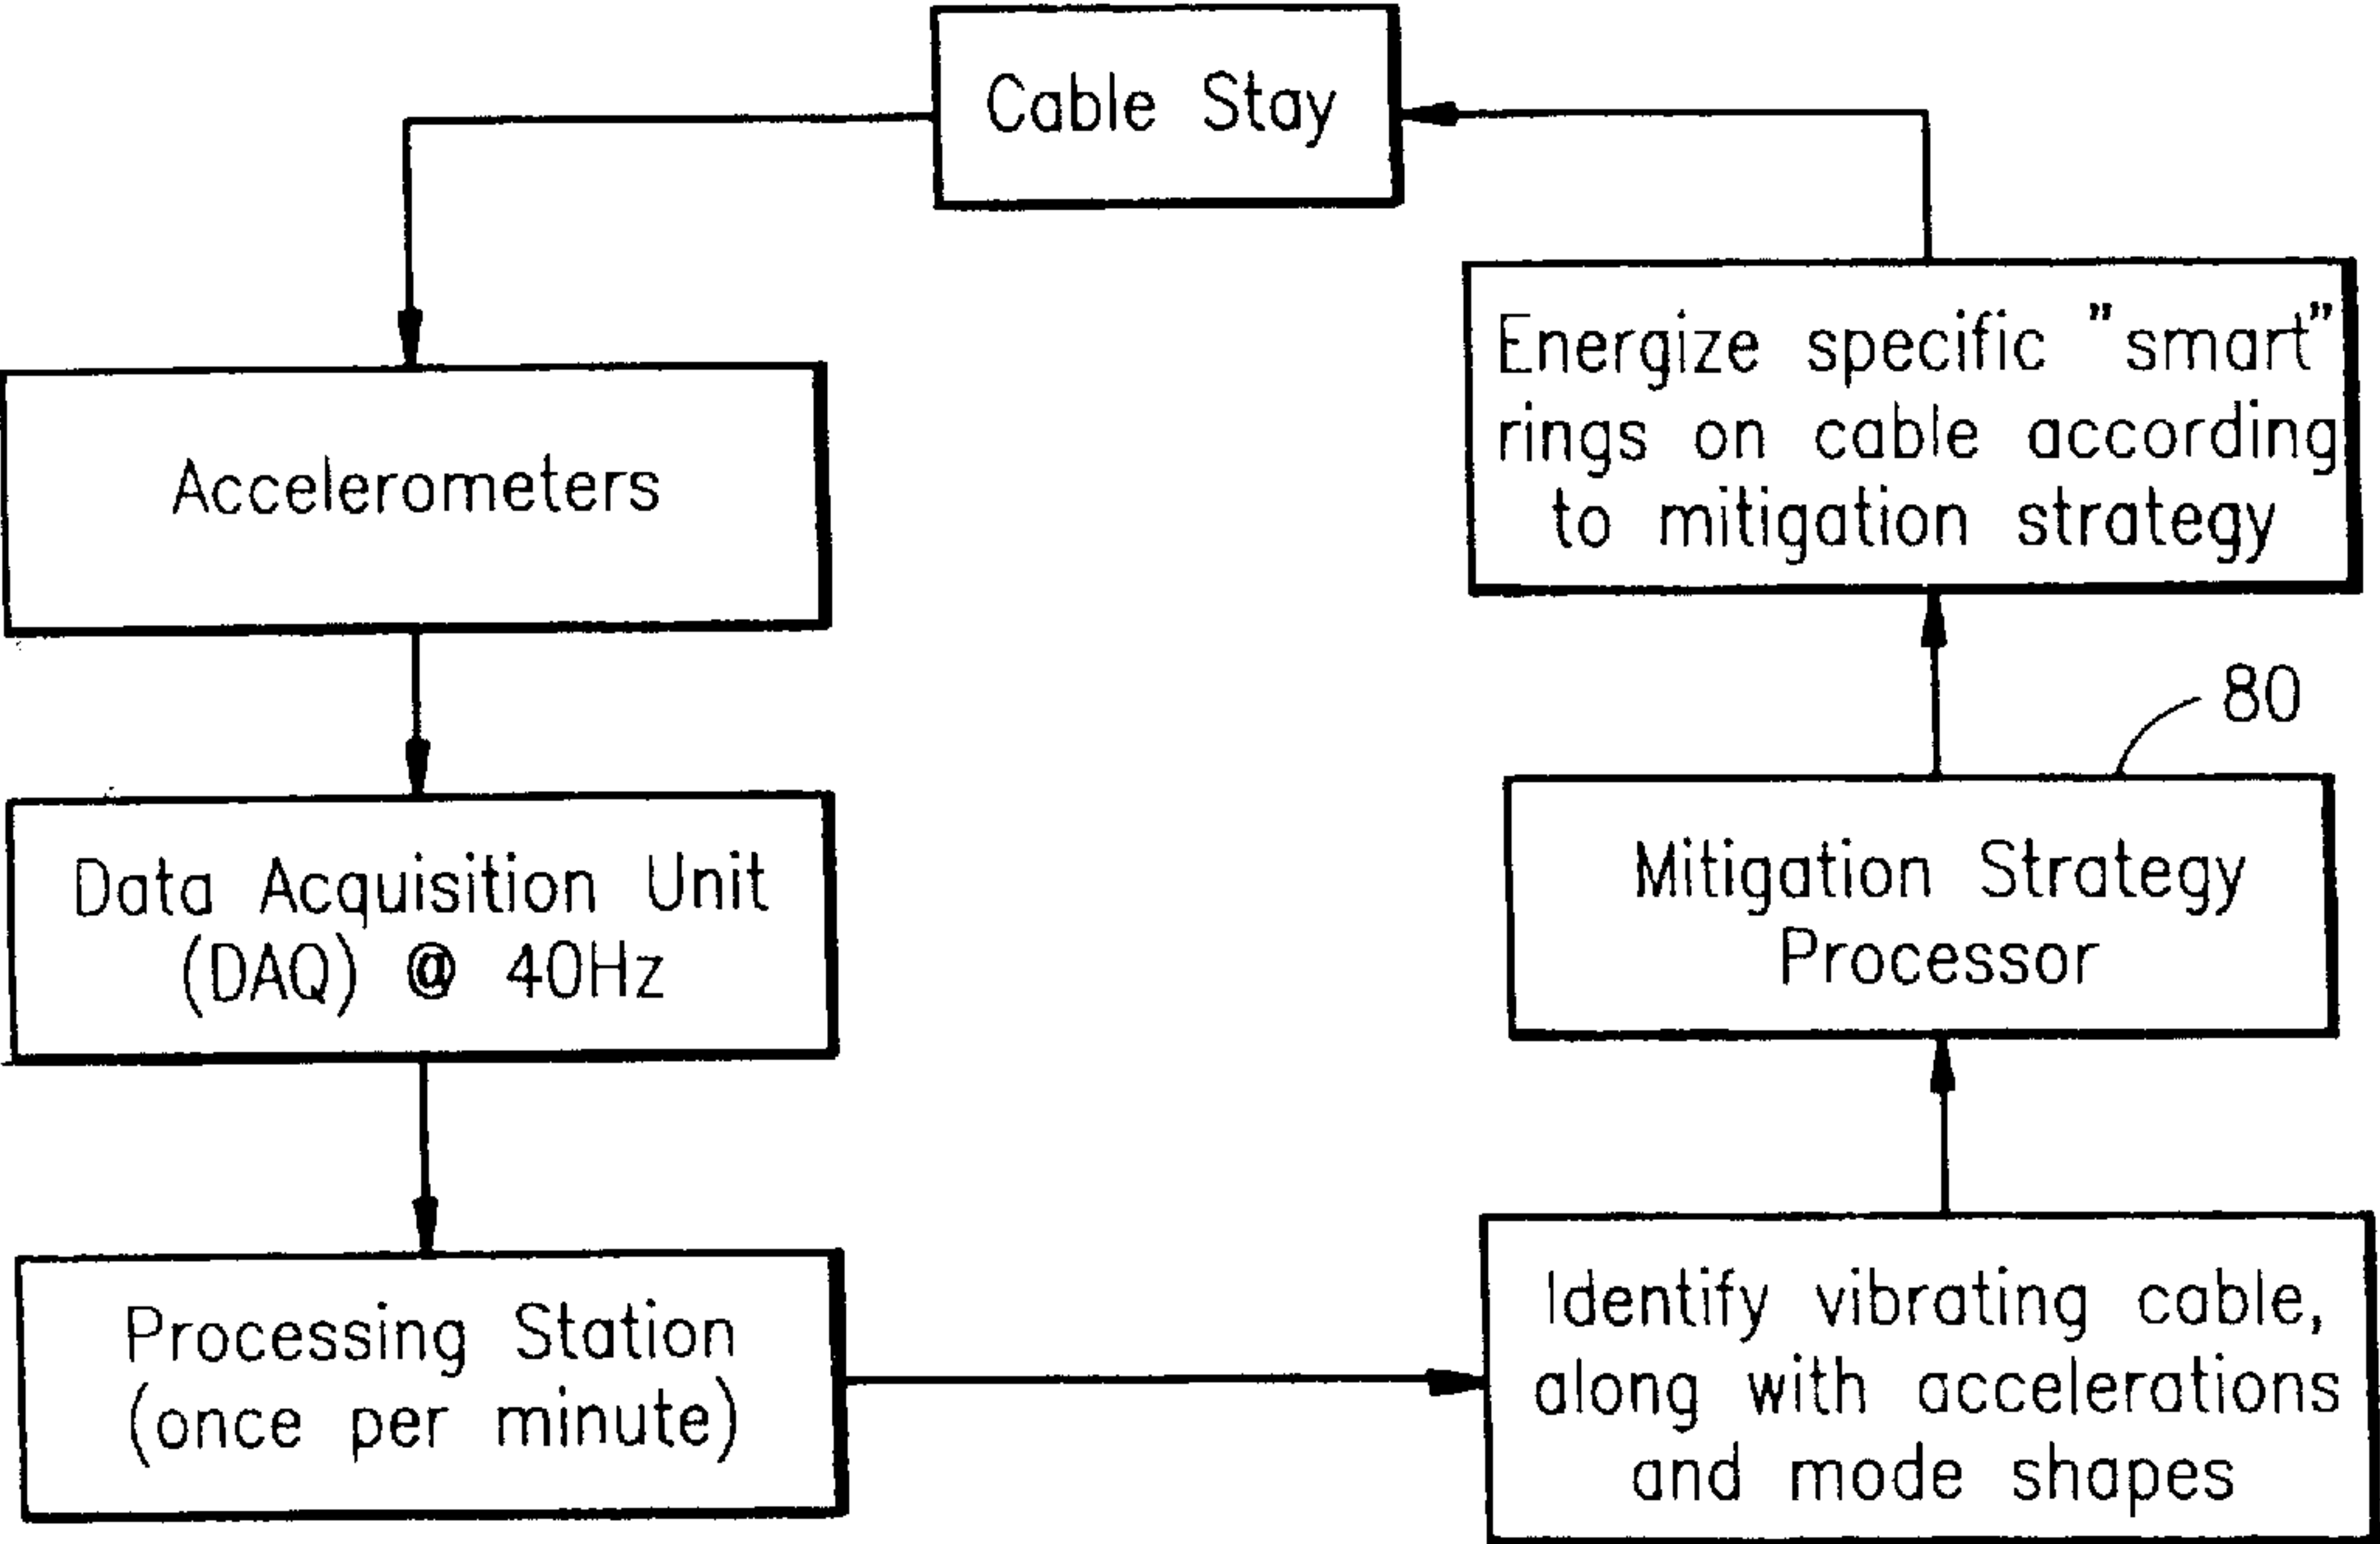 Cable Stay
Accelerometers
Data Acquisition Unit
(DAQ) @ 40Hz
Processing Station
(once per minute)
Identify vibrating cable,
along with accelerations
and mode shapes
Mitigation Strategy
Processor
80
Energize specific "smart"
rings on cable according
to mitigation strategy